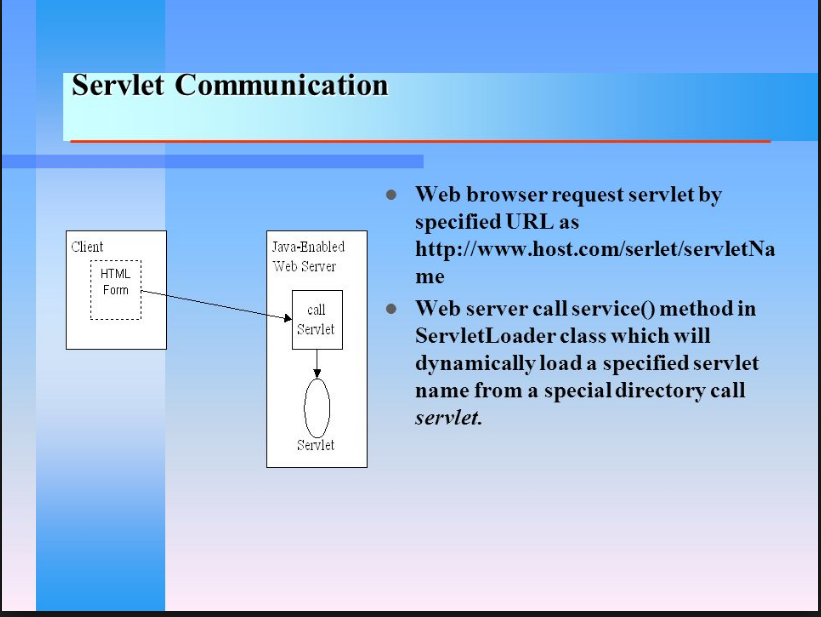 Servlet Communication
Web browser request servlet by
specified URL as
http://www.host.com/serlet/servletNa
me
Web server call service() method in
ServletLoader class which will
dynamically load a specified servlet
name from a special directory call
servlet.
Client
HTML
Form
Java-Enabled
Web Server
call
Servlet
Servlet